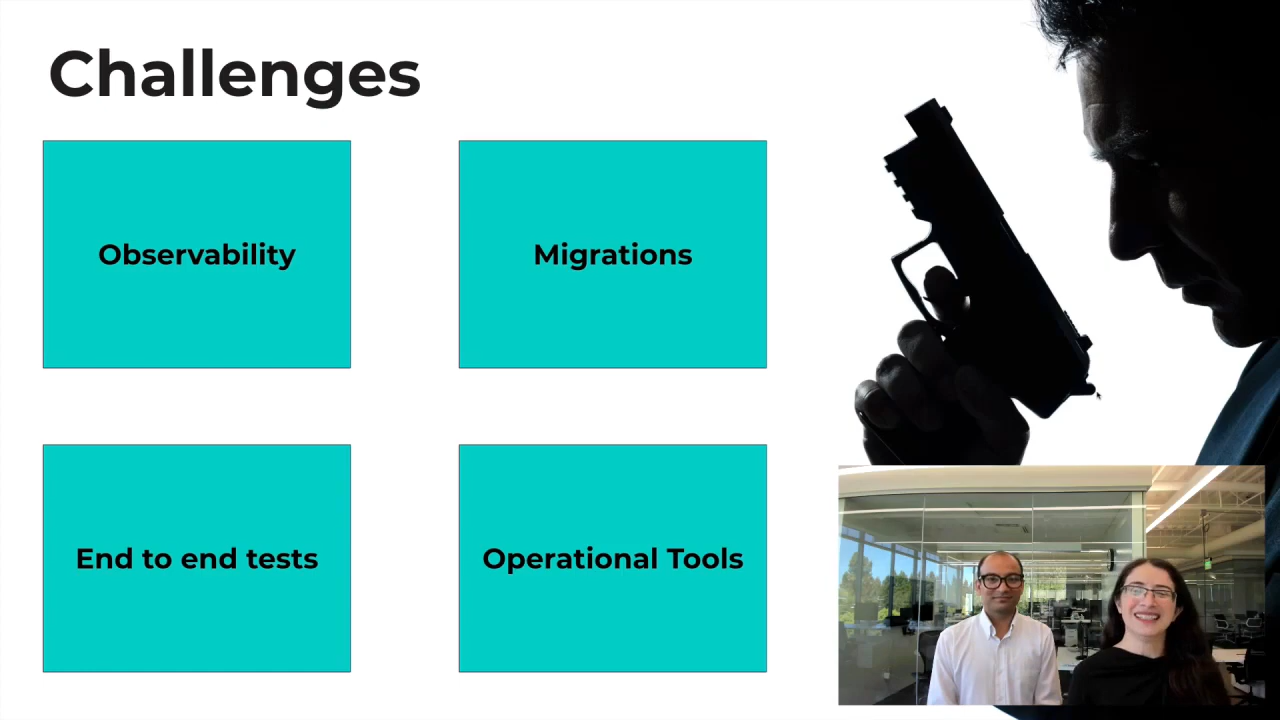 Challenges
Observability
Migrations
End to end tests
Operational Tools